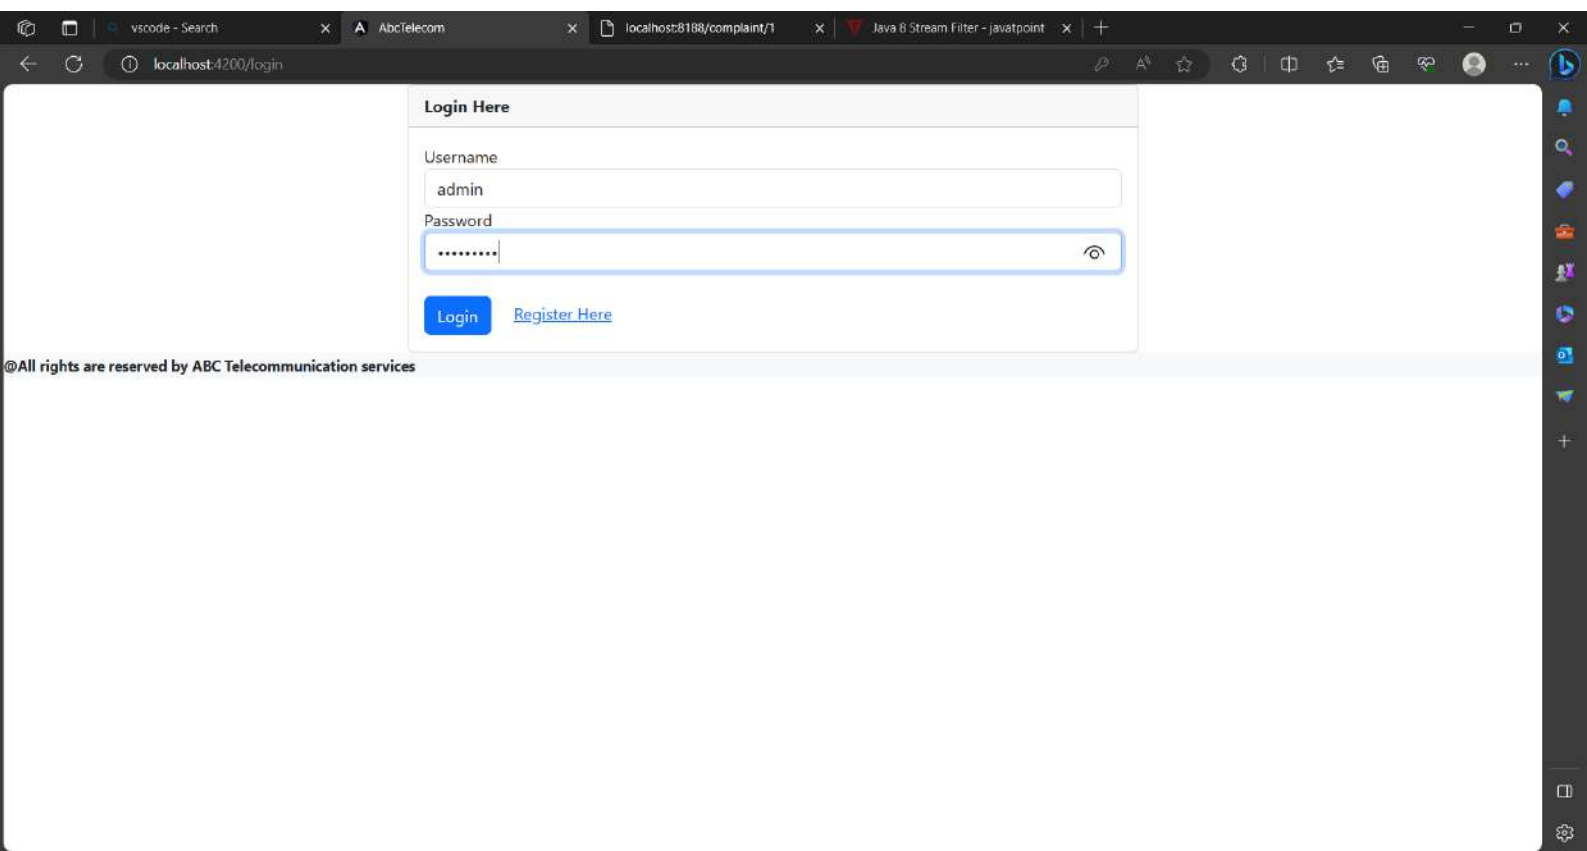 vscode - Search
AbcTelecom
localhost:8188/complaint/1
Java 8 Stream Filter - javatpoint
localhost:4200/login
Login Here
Username
admin
Password
•••••••••
Login Register Here
@All rights are reserved by ABC Telecommunication services